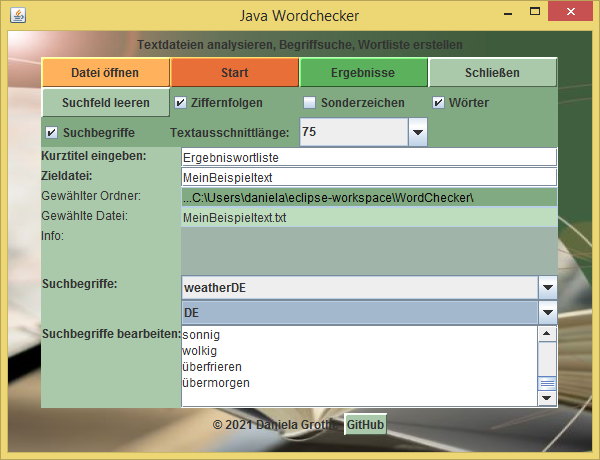 Java Wordchecker
Textdateien analysieren, Begriffsuche, Wortliste erstellen
Datei öffnen Start Ergebnisse Schließen
Suchfeld leeren Ziffernfolgen Sonderzeichen Wörter
Suchbegriffe Textausschnittlänge: 75
Kurztitel eingeben: Ergebniswortliste
Zieldatei: MeinBeispieltext
Gewählter Ordner: ...C:\Users\daniela\eclipse-workspace\WordChecker\
Gewählte Datei: MeinBeispieltext.txt
Info:
Suchbegriffe: weatherDE
DE
Suchbegriffe bearbeiten: sonnig
wolkig
überfrieren
übermorgen
© 2021 Daniela Groth GitHub